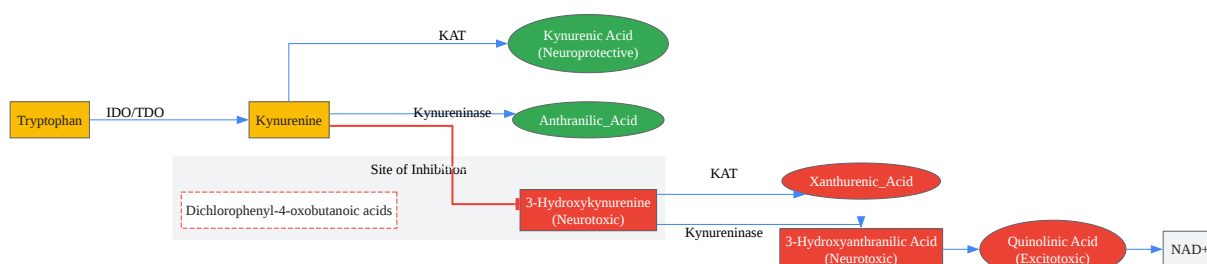 KAT
Kynurenic Acid
(Neuroprotective)
Tryptophan
IDO/TDO
Kynurenine
Kynureninase
Anthranilic_Acid
Site of Inhibition
Dichlorophenyl-4-oxobutanoic acids
3-Hydroxykynurenine
(Neurotoxic)
KAT
Xanthurenic_Acid
Kynureninase
3-Hydroxyanthranilic Acid
(Neurotoxic)
Quinolinic Acid
(Excitotoxic)
NAD+